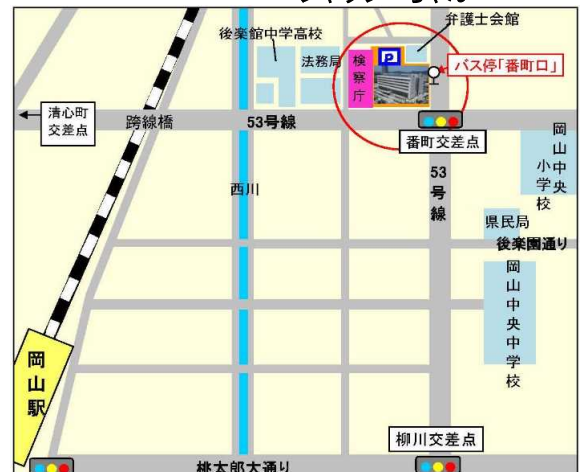 弁護士会館
後楽館中学高校
P
法務局
検察庁
バス停「番町口」
清心町
交差点
跨線橋
53号線
番町交差点
岡山中央
小学校
53号線
西川
県民局
後楽園通り
岡山中央中学校
岡山駅
柳川交差点
桃太郎大通り